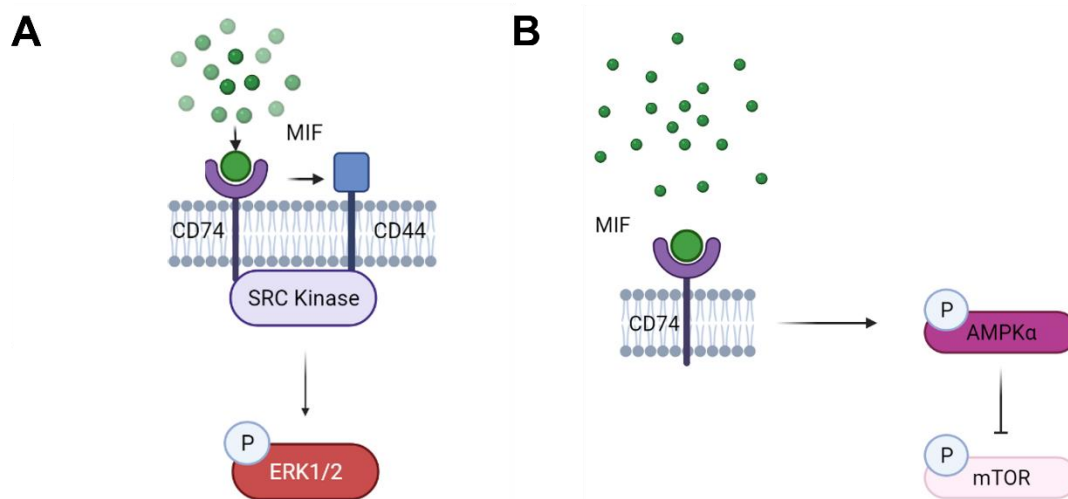 A
MIF
CD74
CD44
SRC Kinase
P
ERK1/2
B
MIF
CD74
P
AMPKα
P
mTOR